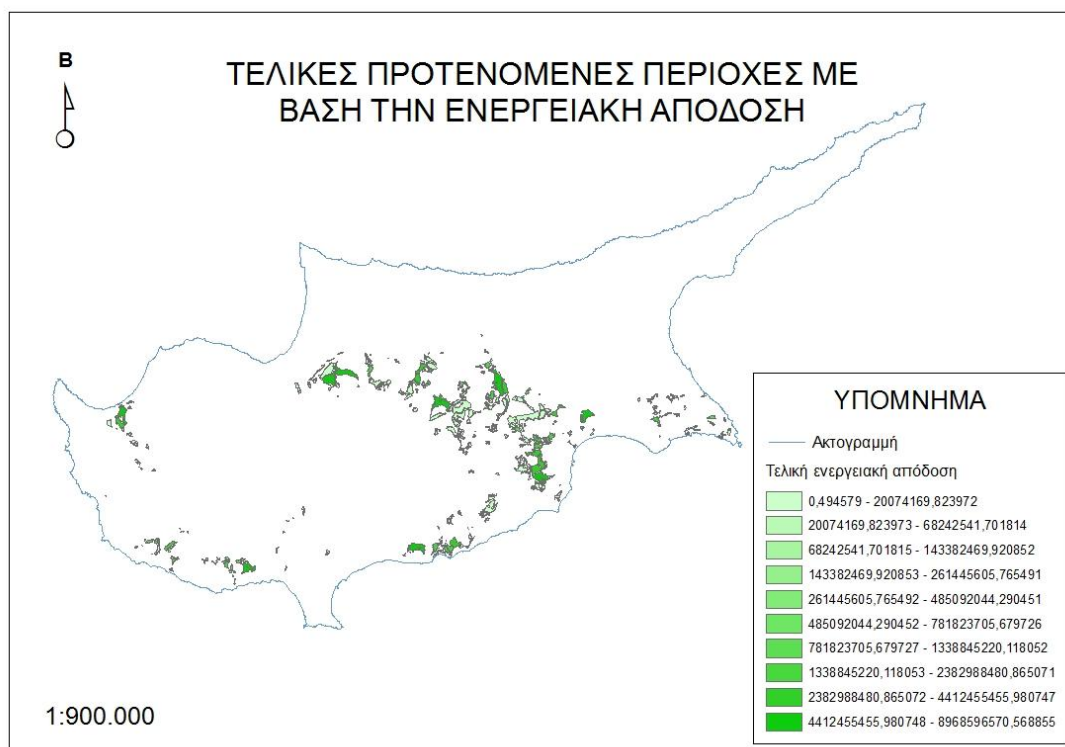 Β
ΤΕΛΙΚΕΣ ΠΡΟΤΕΝΟΜΕΝΕΣ ΠΕΡΙΟΧΕΣ ΜΕ
ΒΑΣΗ ΤΗΝ ΕΝΕΡΓΕΙΑΚΗ ΑΠΟΔΟΣΗ
ΥΠΟΜΝΗΜΑ
Ακτογραμμή
Τελική ενεργειακή απόδοση
0,494579 - 20074169,823972
20074169,823973 - 68242541,701814
68242541,701815 - 143382469,920852
143382469,920853 - 261445605,765491
261445605,765492 - 485092044,290451
485092044,290452 - 781823705,679726
781823705,679727 - 1338845220,118052
1338845220,118053 - 2382988480,865071
2382988480,865072 - 4412455455,980747
4412455455,980748 - 8968596570,568855
1:900.000